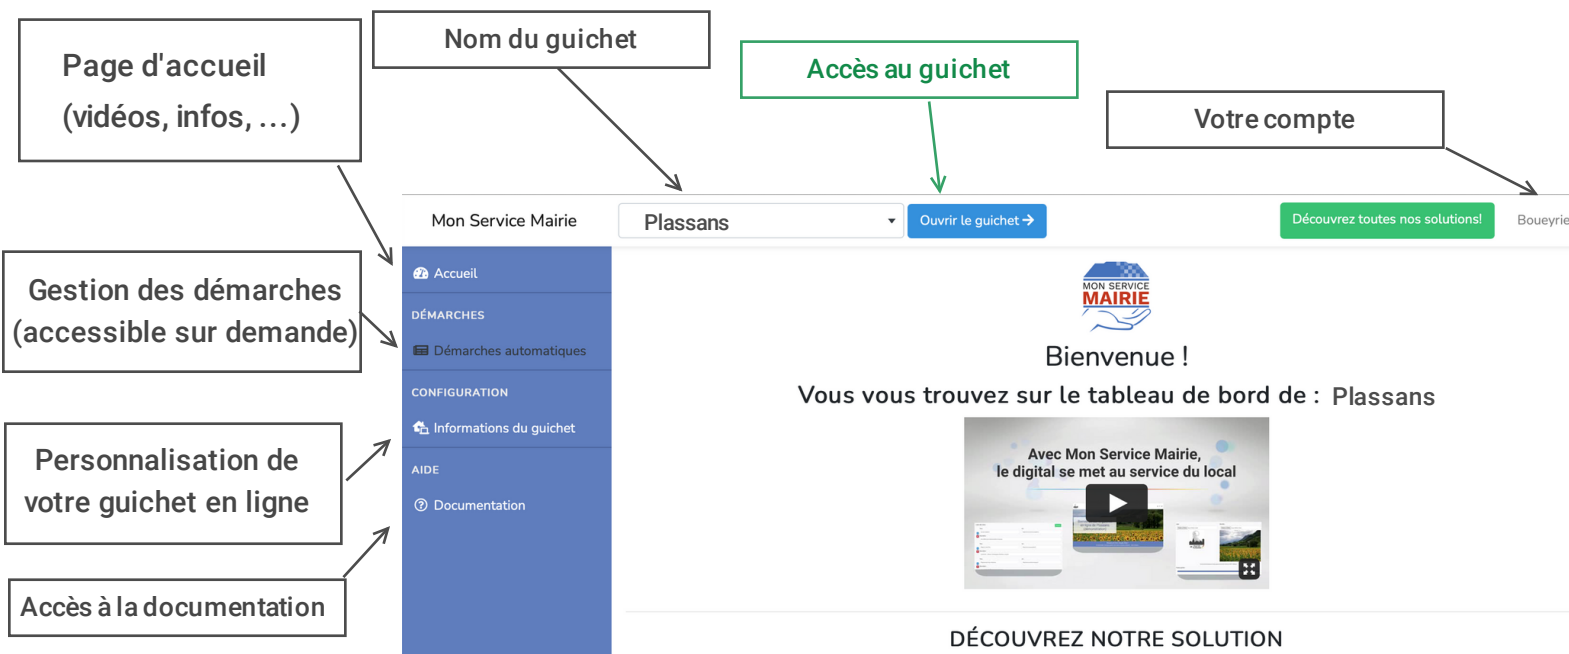 Page d'accueil
(vidéos, infos, ...)
Nom du guichet
Accès au guichet
Votre compte
Gestion des démarches
(accessible sur demande)
Personnalisation de
votre guichet en ligne
Accès à la documentation
Mon Service Mairie
Plassans
Ouvrir le guichet
Découvrez toutes nos solutions!
Boueyrie
Accueil
DÉMARCHES
Démarches automatiques
CONFIGURATION
Informations du guichet
AIDE
Documentation
MON SERVICE
MAIRIE
Bienvenue !
Vous vous trouvez sur le tableau de bord de : Plassans
Avec Mon Service Mairie,
le digital se met au service du local
DÉCOUVREZ NOTRE SOLUTION